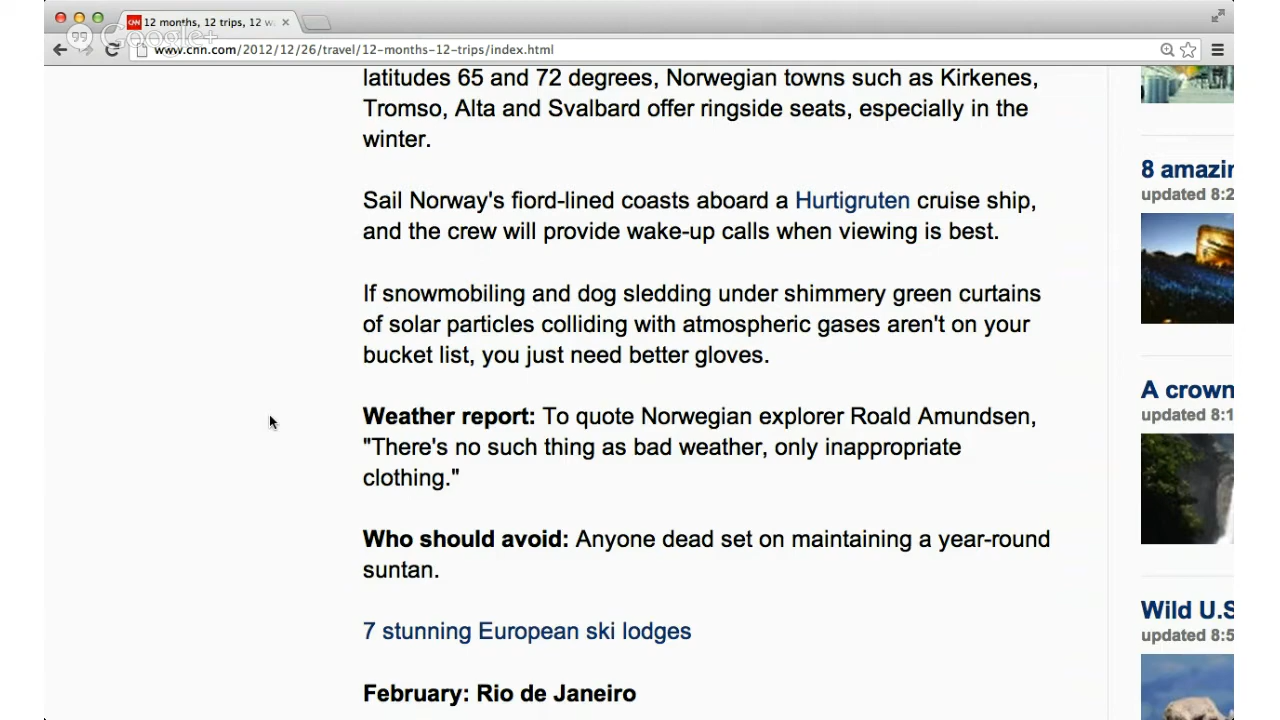 12 months, 12 trips, 12 w
Google+
www.cnn.com/2012/12/26/travel/12-months-12-trips/index.html
latitudes 65 and 72 degrees, Norwegian towns such as Kirkenes,
Tromso, Alta and Svalbard offer ringside seats, especially in the
winter.
Sail Norway's fiord-lined coasts aboard a Hurtigruten cruise ship,
and the crew will provide wake-up calls when viewing is best.
If snowmobiling and dog sledding under shimmery green curtains
of solar particles colliding with atmospheric gases aren't on your
bucket list, you just need better gloves.
Weather report: To quote Norwegian explorer Roald Amundsen,
"There's no such thing as bad weather, only inappropriate
clothing."
Who should avoid: Anyone dead set on maintaining a year-round
suntan.
7 stunning European ski lodges
February: Rio de Janeiro
8 amazin
updated 8:2
A crown
updated 8:1
Wild U.S
updated 8:5